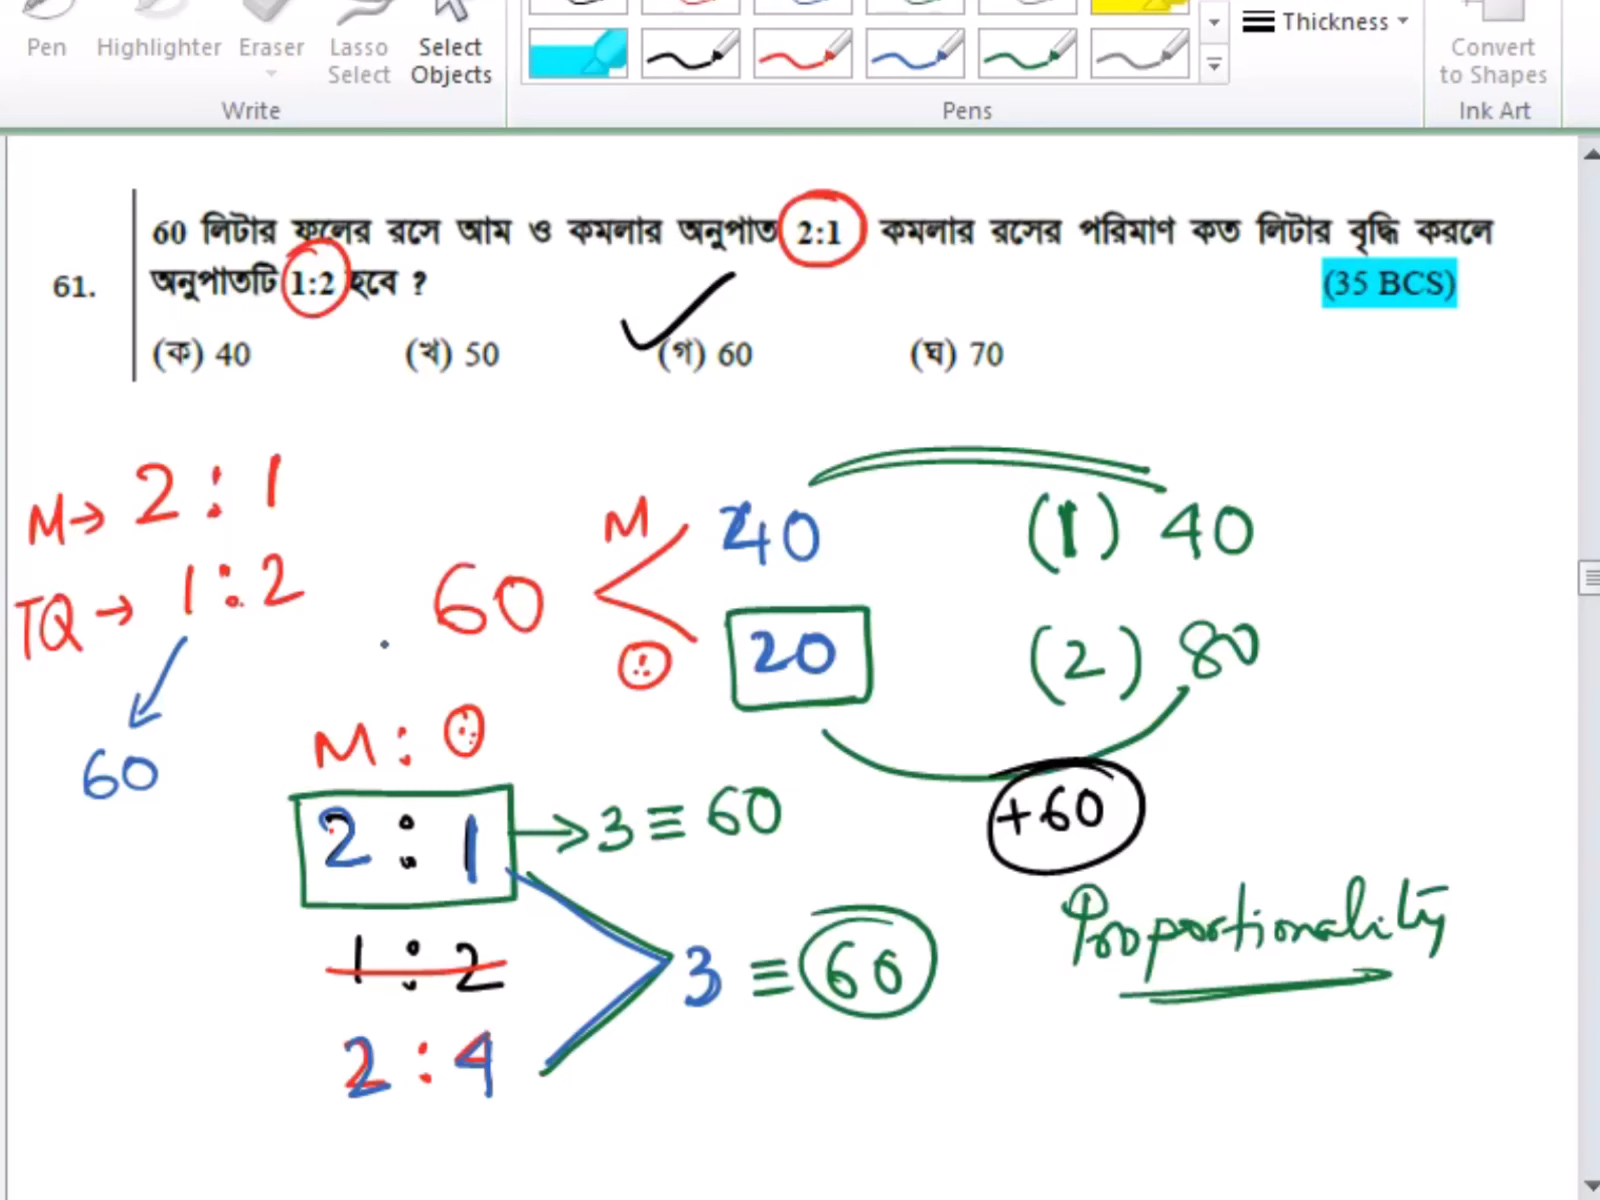 Pen Highlighter Eraser Lasso Select Select Objects
Thickness
Convert to Shapes
Write Pens Ink Art
60 লিটার ফলের রসে আম ও কমলার অনুপাত 2:1 কমলার রসের পরিমাণ কত লিটার বৃদ্ধি করলে
61. অনুপাতটি 1:2 হবে ? (35 BCS)
(ক) 40 (খ) 50 (গ) 60 (ঘ) 70
M→ 2 : 1
TQ → 1 : 2
60
60 M 40 (1) 40
20 (2) 80
+60
M : O
2 : 1 → 3 ≡ 60
1 : 2
2 : 4
3 ≡ 60
Proportionality